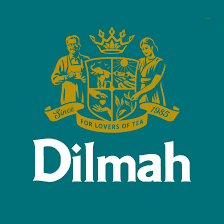 Since 1985
FOR LOVERS OF TEA
Dilmah